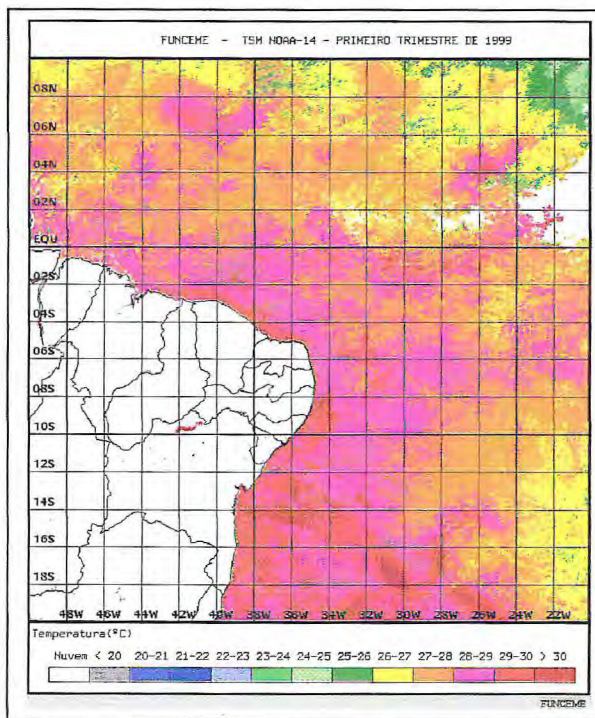 FUNCEME - TSM NOAA-14 - PRIMEIRO TRIMESTRE DE 1999
08N
06N
04N
02N
EQU
02S
04S
06S
08S
10S
12S
14S
16S
18S
48W 46W 44W 42W 40W 38W 36W 34W 32W 30W 28W 26W 24W 22W
Temperatura(ºC)
Nuvem < 20 20-21 21-22 22-23 23-24 24-25 25-26 26-27 27-28 28-29 29-30 > 30
FUNCEME